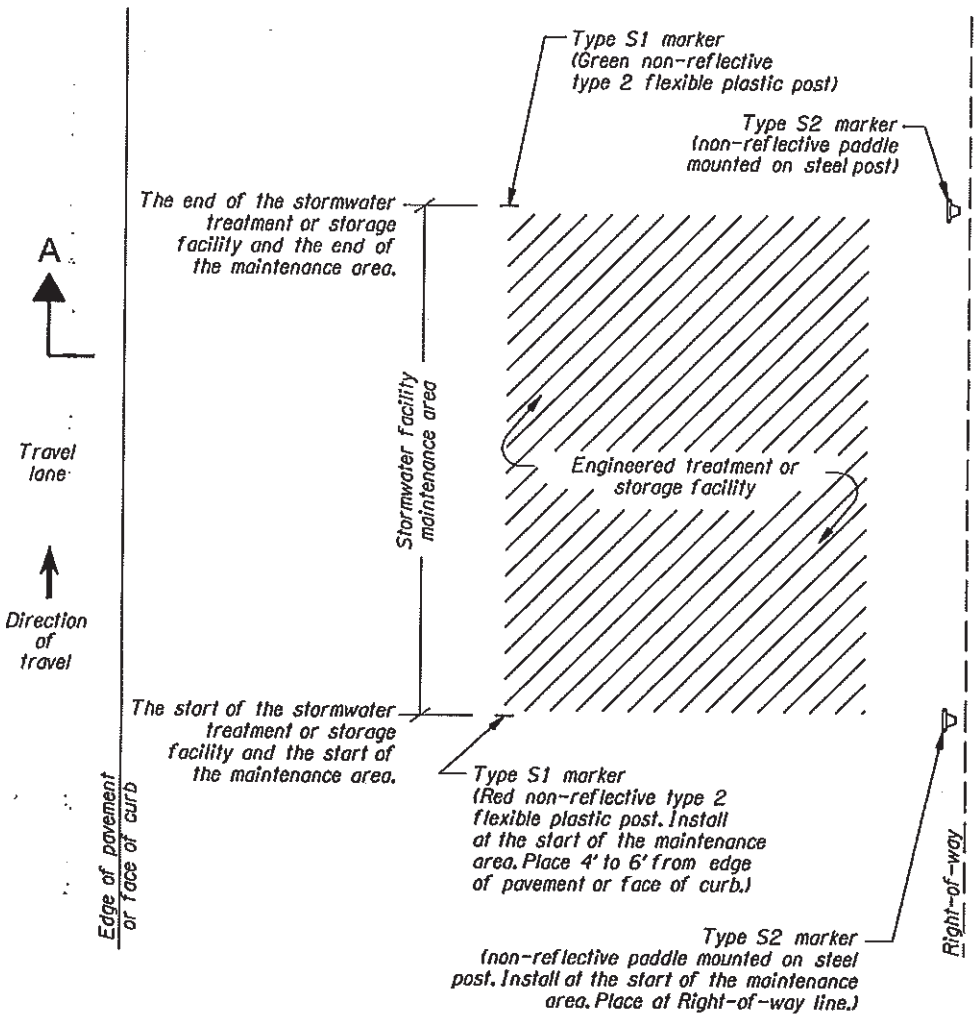 Type S1 marker
(Green non-reflective
type 2 flexible plastic post)
Type S2 marker
(non-reflective paddle
mounted on steel post)
The end of the stormwater
treatment or storage
facility and the end of
the maintenance area.
A
Stormwater facility
maintenance area
Travel
lane
Engineered treatment or
storage facility
Direction
of
travel
The start of the stormwater
treatment or storage
facility and the start of
the maintenance area.
Type S1 marker
(Red non-reflective type 2
flexible plastic post. Install
at the start of the maintenance
area. Place 4' to 6' from edge
of pavement or face of curb.)
Edge of pavement
or face of curb
Right-of-way
Type S2 marker
(non-reflective paddle mounted on steel
post. Install at the start of the maintenance
area. Place at Right-of-way line.)